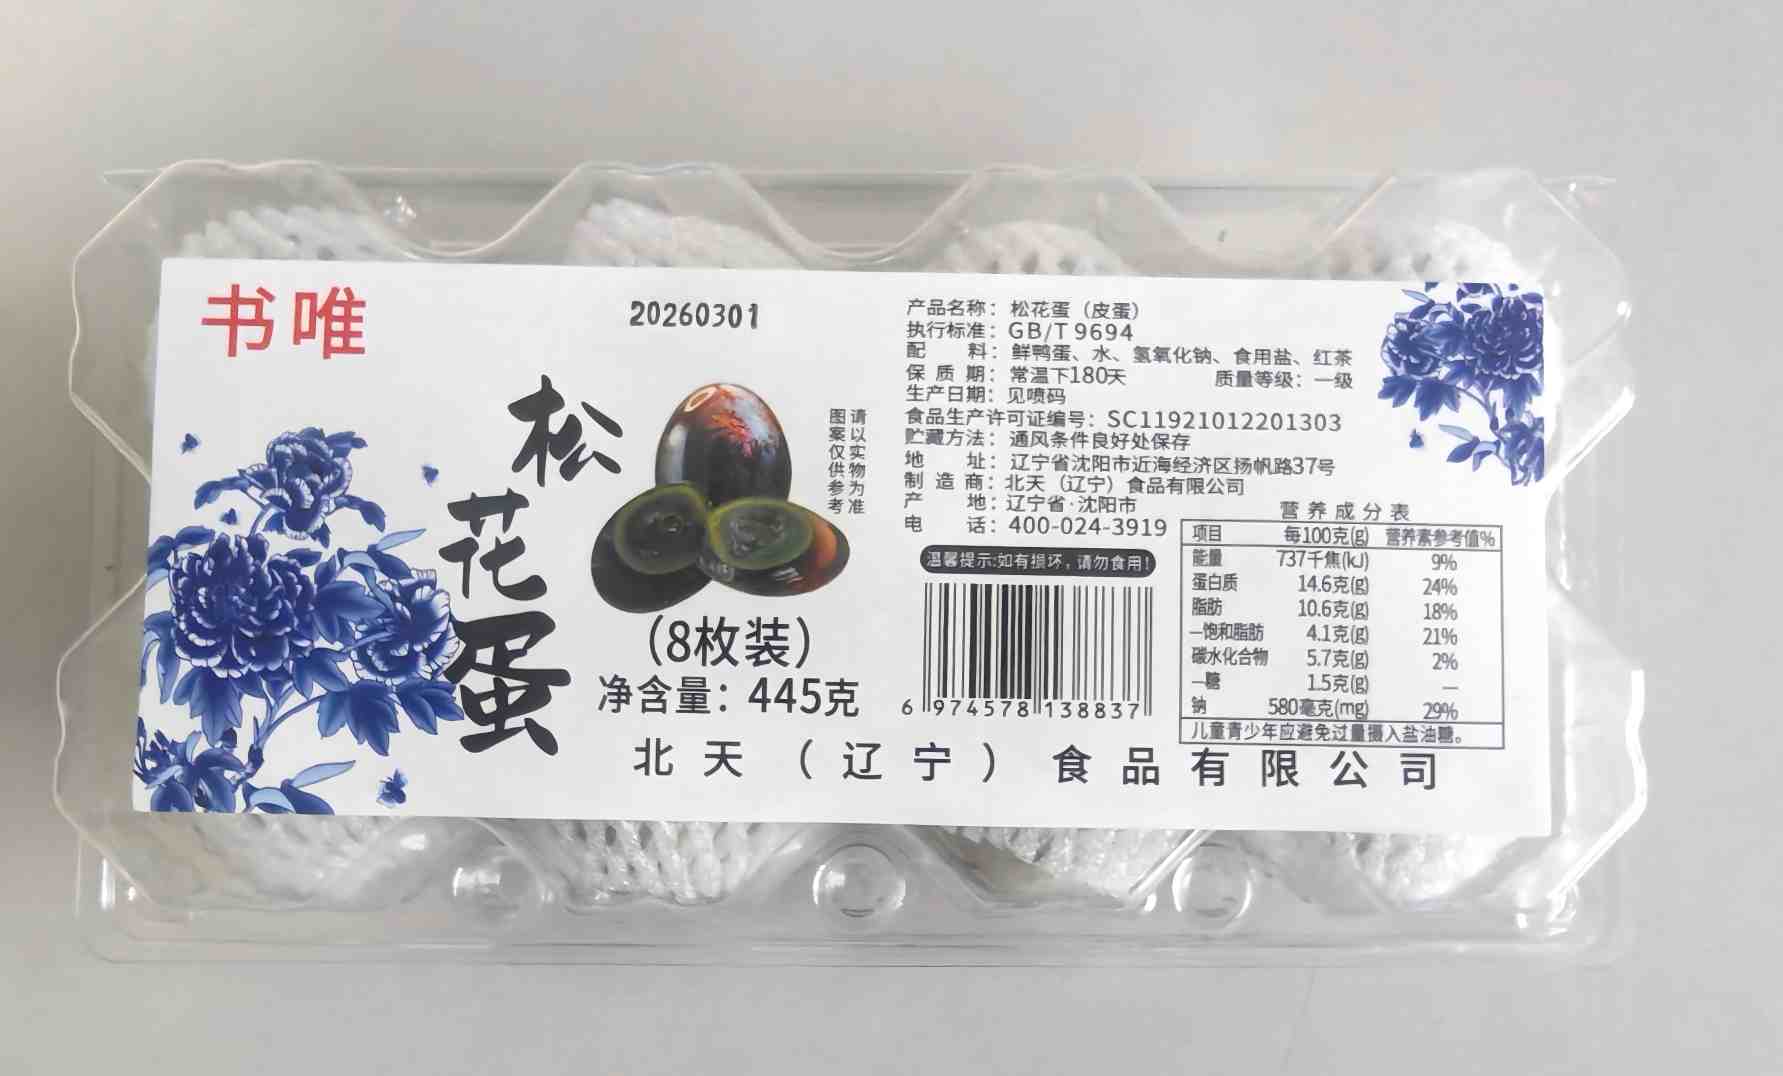 书唯
20260301
松花蛋
请以实物为准
图案仅供参考
(8枚装)
净含量：445克
产品名称：松花蛋（皮蛋）
执行标准：GB/T 9694
配 料：鲜鸭蛋、水、氢氧化钠、食用盐、红茶
保 质 期：常温下180天 质量等级：一级
生产日期：见喷码
食品生产许可证编号：SC11921012201303
贮藏方法：通风条件良好处保存
地 址：辽宁省沈阳市近海经济区扬帆路37号
制 造 商：北天（辽宁）食品有限公司
产 地：辽宁省·沈阳市
电 话：400-024-3919
温馨提示:如有损坏，请勿食用！
6 974578 138837
营养成分表
项目 每100克(g) 营养素参考值%
能量 737千焦(kJ) 9%
蛋白质 14.6克(g) 24%
脂肪 10.6克(g) 18%
—饱和脂肪 4.1克(g) 21%
碳水化合物 5.7克(g) 2%
—糖 1.5克(g) —
钠 580毫克(mg) 29%
儿童青少年应避免过量摄入盐油糖。
北天（辽宁）食品有限公司